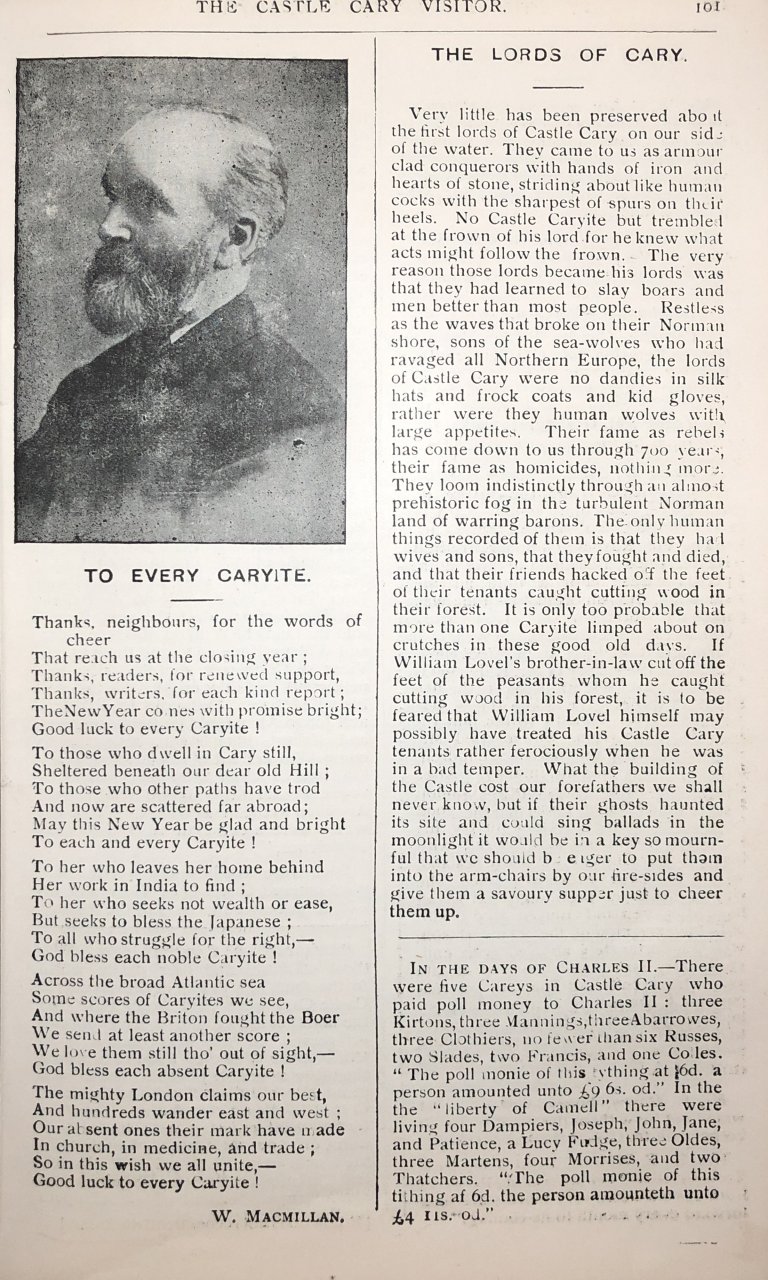 THE CASTLE CARY VISITOR. 101
TO EVERY CARYITE.
Thanks, neighbours, for the words of
cheer
That reach us at the closing year ;
Thanks, readers, for renewed support,
Thanks, writers, for each kind report ;
TheNewYear comes with promise bright;
Good luck to every Caryite !
To those who dwell in Cary still,
Sheltered beneath our dear old Hill ;
To those who other paths have trod
And now are scattered far abroad;
May this New Year be glad and bright
To each and every Caryite !
To her who leaves her home behind
Her work in India to find ;
To her who seeks not wealth or ease,
But seeks to bless the Japanese ;
To all who struggle for the right,—
God bless each noble Caryite !
Across the broad Atlantic sea
Some scores of Caryites we see,
And where the Briton fought the Boer
We send at least another score ;
We love them still tho' out of sight,—
God bless each absent Caryite !
The mighty London claims our best,
And hundreds wander east and west ;
Our absent ones their mark have made
In church, in medicine, and trade ;
So in this wish we all unite,—
Good luck to every Caryite !
W. MACMILLAN.
THE LORDS OF CARY.
Very little has been preserved about
the first lords of Castle Cary on our side
of the water. They came to us as armour
clad conquerors with hands of iron and
hearts of stone, striding about like human
cocks with the sharpest of spurs on their
heels. No Castle Caryite but trembled
at the frown of his lord for he knew what
acts might follow the frown. The very
reason those lords became his lords was
that they had learned to slay boars and
men better than most people. Restless
as the waves that broke on their Norman
shore, sons of the sea-wolves who had
ravaged all Northern Europe, the lords
of Castle Cary were no dandies in silk
hats and frock coats and kid gloves,
rather were they human wolves with
large appetites. Their fame as rebels
has come down to us through 700 years,
their fame as homicides, nothing more.
They loom indistinctly through an almost
prehistoric fog in the turbulent Norman
land of warring barons. The only human
things recorded of them is that they had
wives and sons, that they fought and died,
and that their friends hacked off the feet
of their tenants caught cutting wood in
their forest. It is only too probable that
more than one Caryite limped about on
crutches in these good old days. If
William Lovel's brother-in-law cut off the
feet of the peasants whom he caught
cutting wood in his forest, it is to be
feared that William Lovel himself may
possibly have treated his Castle Cary
tenants rather ferociously when he was
in a bad temper. What the building of
the Castle cost our forefathers we shall
never know, but if their ghosts haunted
its site and could sing ballads in the
moonlight it would be in a key so mourn-
ful that we should be eager to put them
into the arm-chairs by our fire-sides and
give them a savoury supper just to cheer
them up.
IN THE DAYS OF CHARLES II.—There
were five Careys in Castle Cary who
paid poll money to Charles II : three
Kirtons, three Mannings, three Abarrowes,
three Clothiers, no fewer than six Russes,
two Slades, two Francis, and one Coles.
" The poll monie of this tything at 6d. a
person amounted unto £9 6s. 0d." In the
the "liberty of Camell" there were
living four Dampiers, Joseph, John, Jane,
and Patience, a Lucy Fudge, three Oldes,
three Martens, four Morrises, and two
Thatchers. "The poll monie of this
tithing af 6d. the person amounteth unto
£4 11s. 0d."